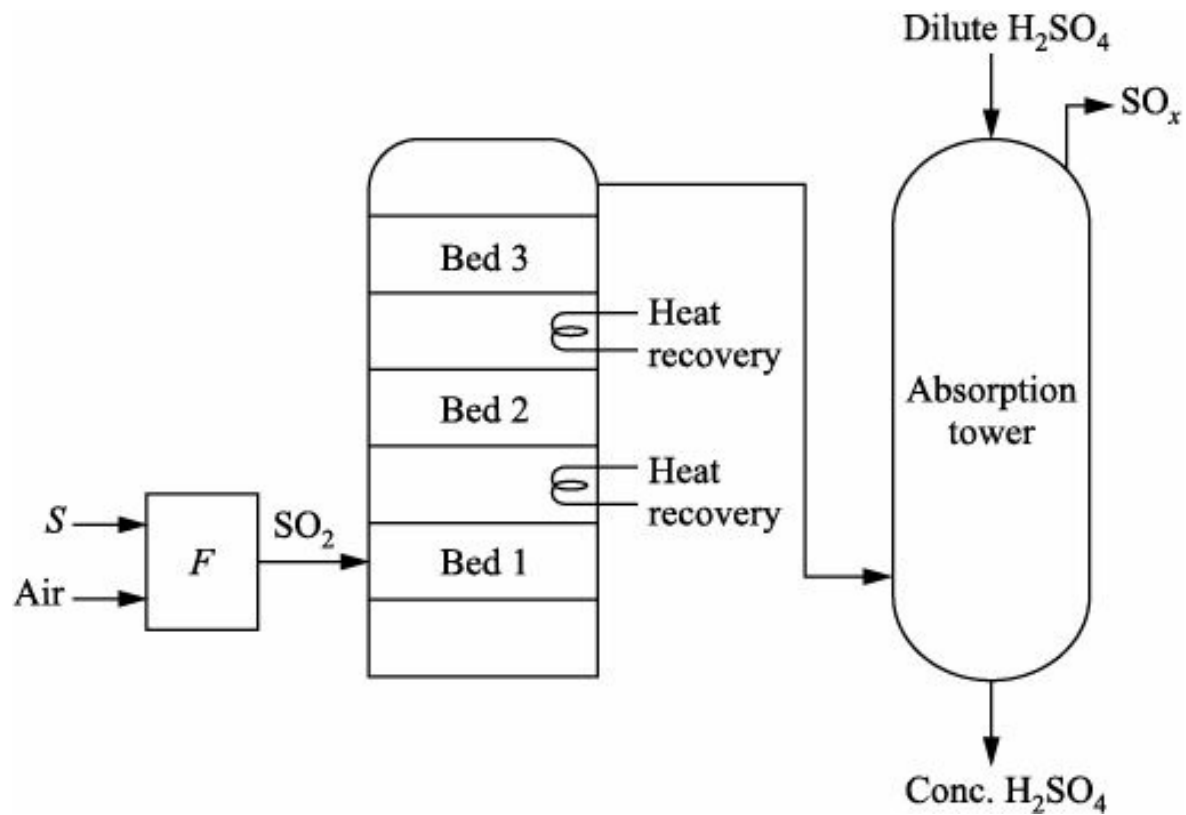 Dilute H₂SO₄
SOₓ
Bed 3
Heat
recovery
Bed 2
Absorption
tower
Heat
recovery
S
SO₂
F
Bed 1
Air
Conc. H₂SO₄